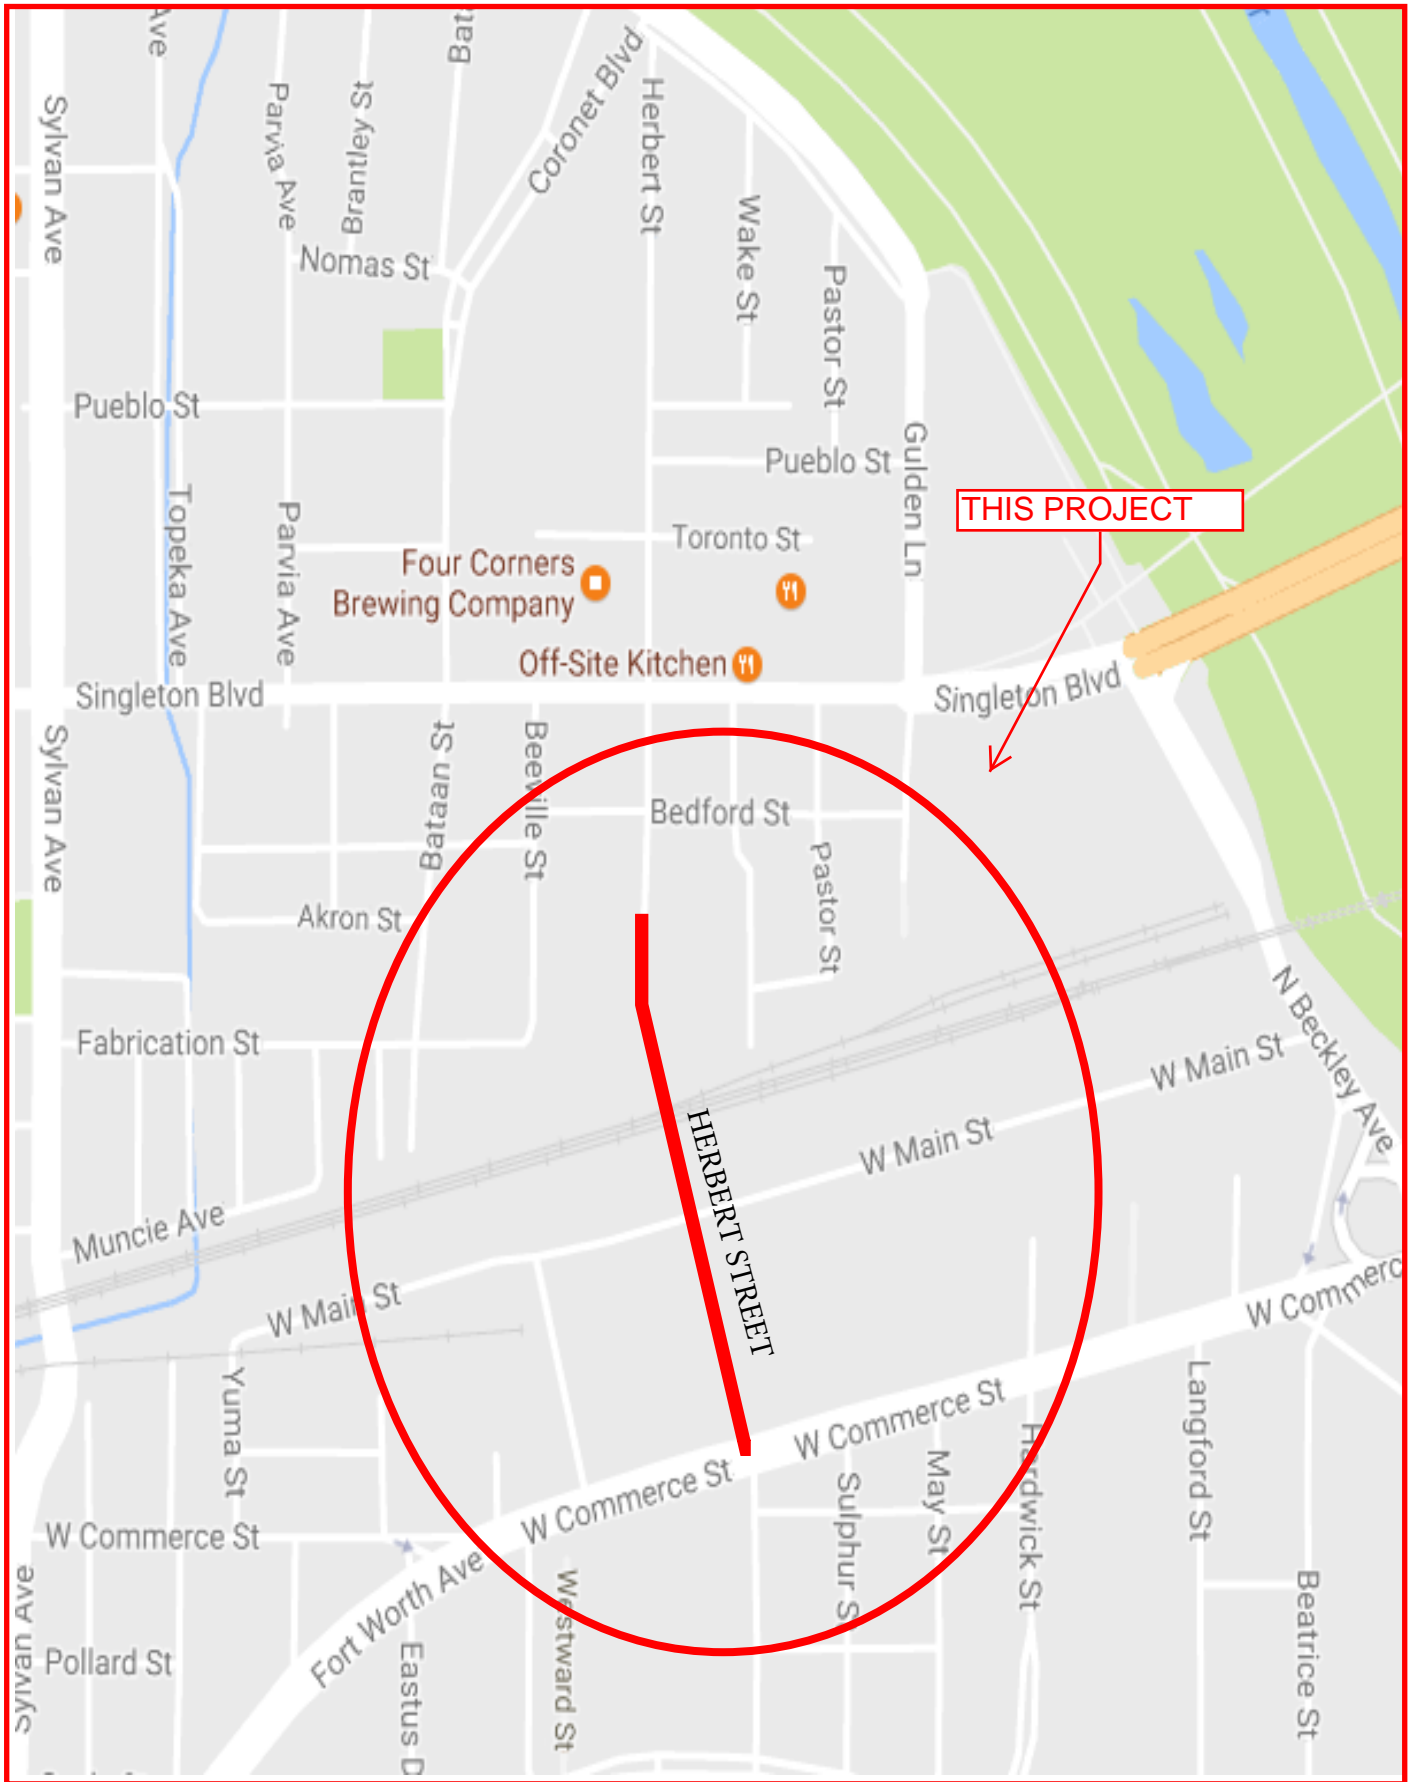 Ave
Bat
Coronet Blvd
Sylvan Ave
Parvia Ave
Brantley St
Herbert St
Wake St
Nomas St
Pastor St
Pueblo St
Gulden Ln
Pueblo St
Topeka Ave
Parvia Ave
THIS PROJECT
Toronto St
Four Corners
Brewing Company
Off-Site Kitchen
Singleton Blvd
Singleton Blvd
Sylvan Ave
Bataan St
Beeville St
Bedford St
Pastor St
Akron St
N Beckley Ave
Fabrication St
W Main St
W Main St
HERBERT STREET
Muncie Ave
W Main St
W Commerc
Yuma St
W Commerce St
Langford St
W Commerce St
Hardwick St
May St
Sulphur S
W Commerce St
Fort Worth Ave
Westward St
Sylvan Ave
Beatrice St
Pollard St
Eastus D